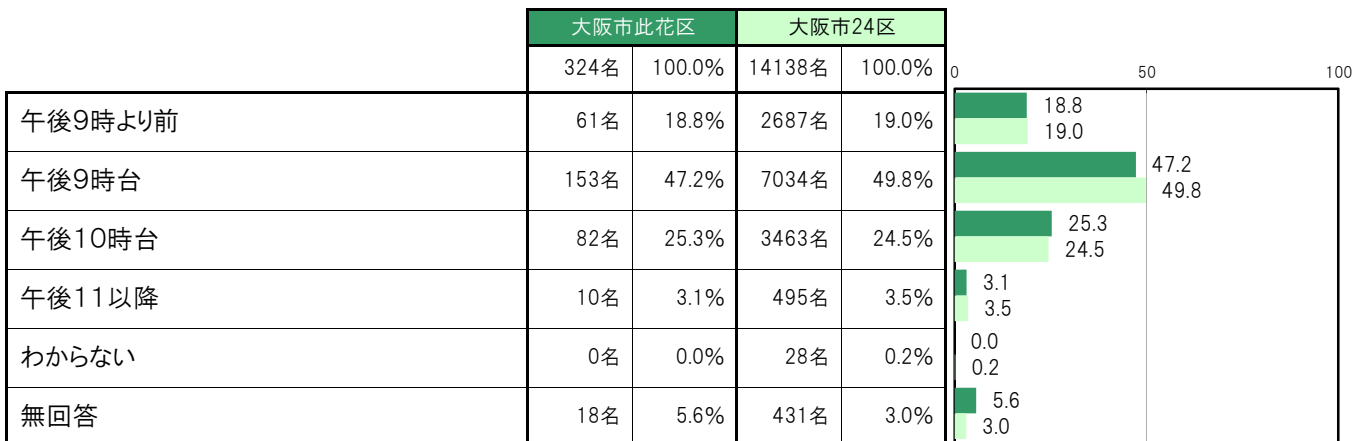 大阪市此花区 大阪市24区
324名 100.0% 14138名 100.0% 0 50 100
午後9時より前 61名 18.8% 2687名 19.0% 18.8
19.0
午後9時台 153名 47.2% 7034名 49.8% 47.2
49.8
午後10時台 82名 25.3% 3463名 24.5% 25.3
24.5
午後11以降 10名 3.1% 495名 3.5% 3.1
3.5
わからない 0名 0.0% 28名 0.2% 0.0
0.2
無回答 18名 5.6% 431名 3.0% 5.6
3.0